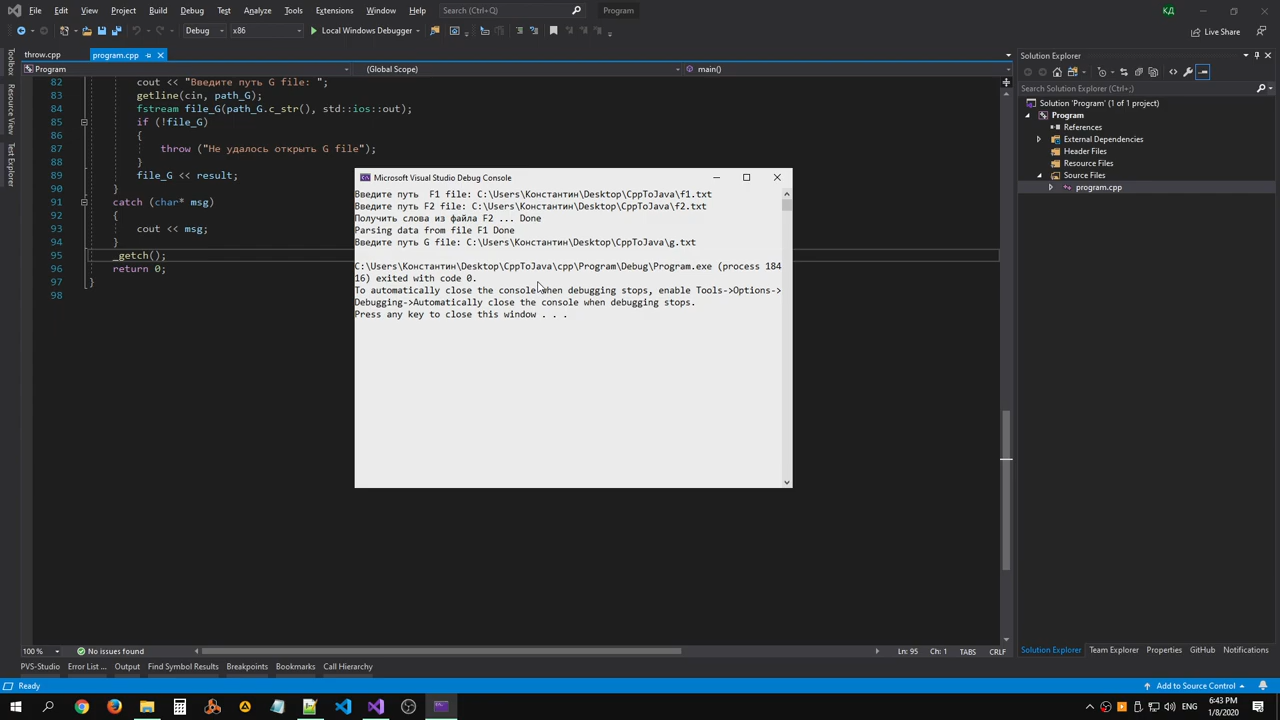 File Edit View Project Build Debug Test Analyze Tools Extensions Window Help Search (Ctrl+Q) Program КД
Debug x86 Local Windows Debugger Live Share
throw.cpp program.cpp Solution Explorer
Program (Global Scope) main()
Search Solution Explorer (Ctrl+;)
Solution 'Program' (1 of 1 project)
Program
References
External Dependencies
Header Files
Resource Files
Source Files
program.cpp
Toolbox
Resource View
Test Explorer
82 cout << "Введите путь G file: ";
83 getline(cin, path_G);
84 fstream file_G(path_G.c_str(), std::ios::out);
85 if (!file_G)
86 {
87 throw ("Не удалось открыть G file");
88 }
89 file_G << result;
90 }
91 catch (char* msg)
92 {
93 cout << msg;
94 }
95 _getch();
96 return 0;
97 }
98
Microsoft Visual Studio Debug Console
Введите путь  F1 file: C:\Users\Константин\Desktop\CppToJava\f1.txt
Введите путь F2 file: C:\Users\Константин\Desktop\CppToJava\f2.txt
Получить слова из файла F2 ... Done
Parsing data from file F1 Done
Введите путь G file: C:\Users\Константин\Desktop\CppToJava\g.txt
C:\Users\Константин\Desktop\CppToJava\cpp\Program\Debug\Program.exe (process 184
16) exited with code 0.
To automatically close the console when debugging stops, enable Tools->Options->
Debugging->Automatically close the console when debugging stops.
Press any key to close this window . . .
100 % No issues found Ln: 95 Ch: 1 TABS CRLF
Solution Explorer Team Explorer Properties GitHub Notifications
PVS-Studio Error List ... Output Find Symbol Results Breakpoints Bookmarks Call Hierarchy
Ready Add to Source Control
ENG 6:43 PM
1/8/2020